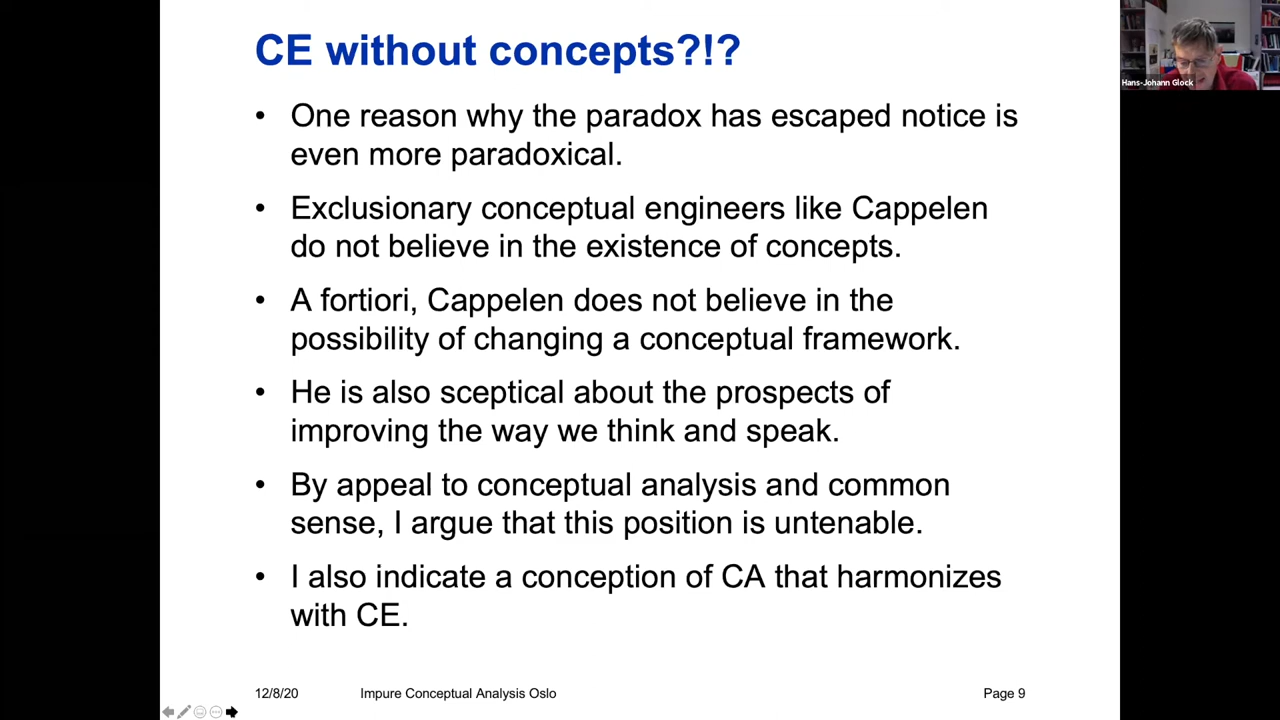 CE without concepts?!?
• One reason why the paradox has escaped notice is
even more paradoxical.
• Exclusionary conceptual engineers like Cappelen
do not believe in the existence of concepts.
• A fortiori, Cappelen does not believe in the
possibility of changing a conceptual framework.
• He is also sceptical about the prospects of
improving the way we think and speak.
• By appeal to conceptual analysis and common
sense, I argue that this position is untenable.
• I also indicate a conception of CA that harmonizes
with CE.
12/8/20 Impure Conceptual Analysis Oslo Page 9
Hans-Johann Glock